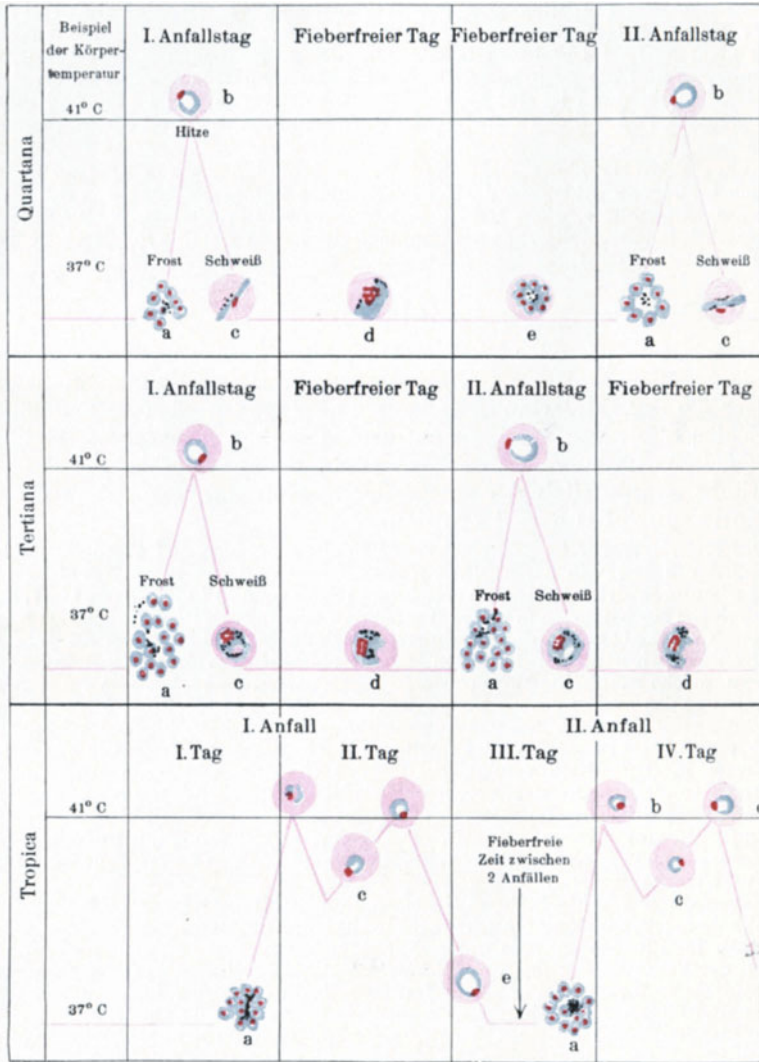 Beispiel
der Körper-
temperatur
I. Anfallstag
Fieberfreier Tag
Fieberfreier Tag
II. Anfallstag
Quartana
41° C
b
Hitze
b
37° C
Frost
Schweiß
Frost
Schweiß
a
c
d
e
a
c
I. Anfallstag
Fieberfreier Tag
II. Anfallstag
Fieberfreier Tag
Tertiana
41° C
b
b
37° C
Frost
Schweiß
Frost
Schweiß
a
c
d
a
c
d
I. Anfall
II. Anfall
I. Tag
II. Tag
III. Tag
IV. Tag
Tropica
41° C
b
Fieberfreie
Zeit zwischen
2 Anfällen
c
c
e
37° C
a
a